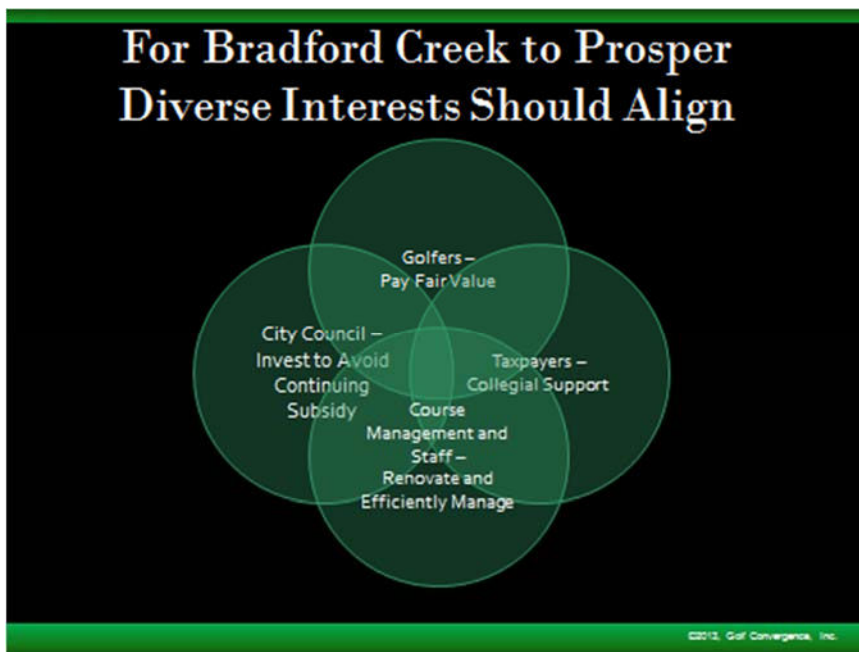 For Bradford Creek to Prosper
Diverse Interests Should Align
Golfers –
Pay Fair Value
City Council –
Invest to Avoid
Continuing
Subsidy
Taxpayers –
Collegial Support
Course
Management and
Staff –
Renovate and
Efficiently Manage
©2013, Golf Convergence, Inc.